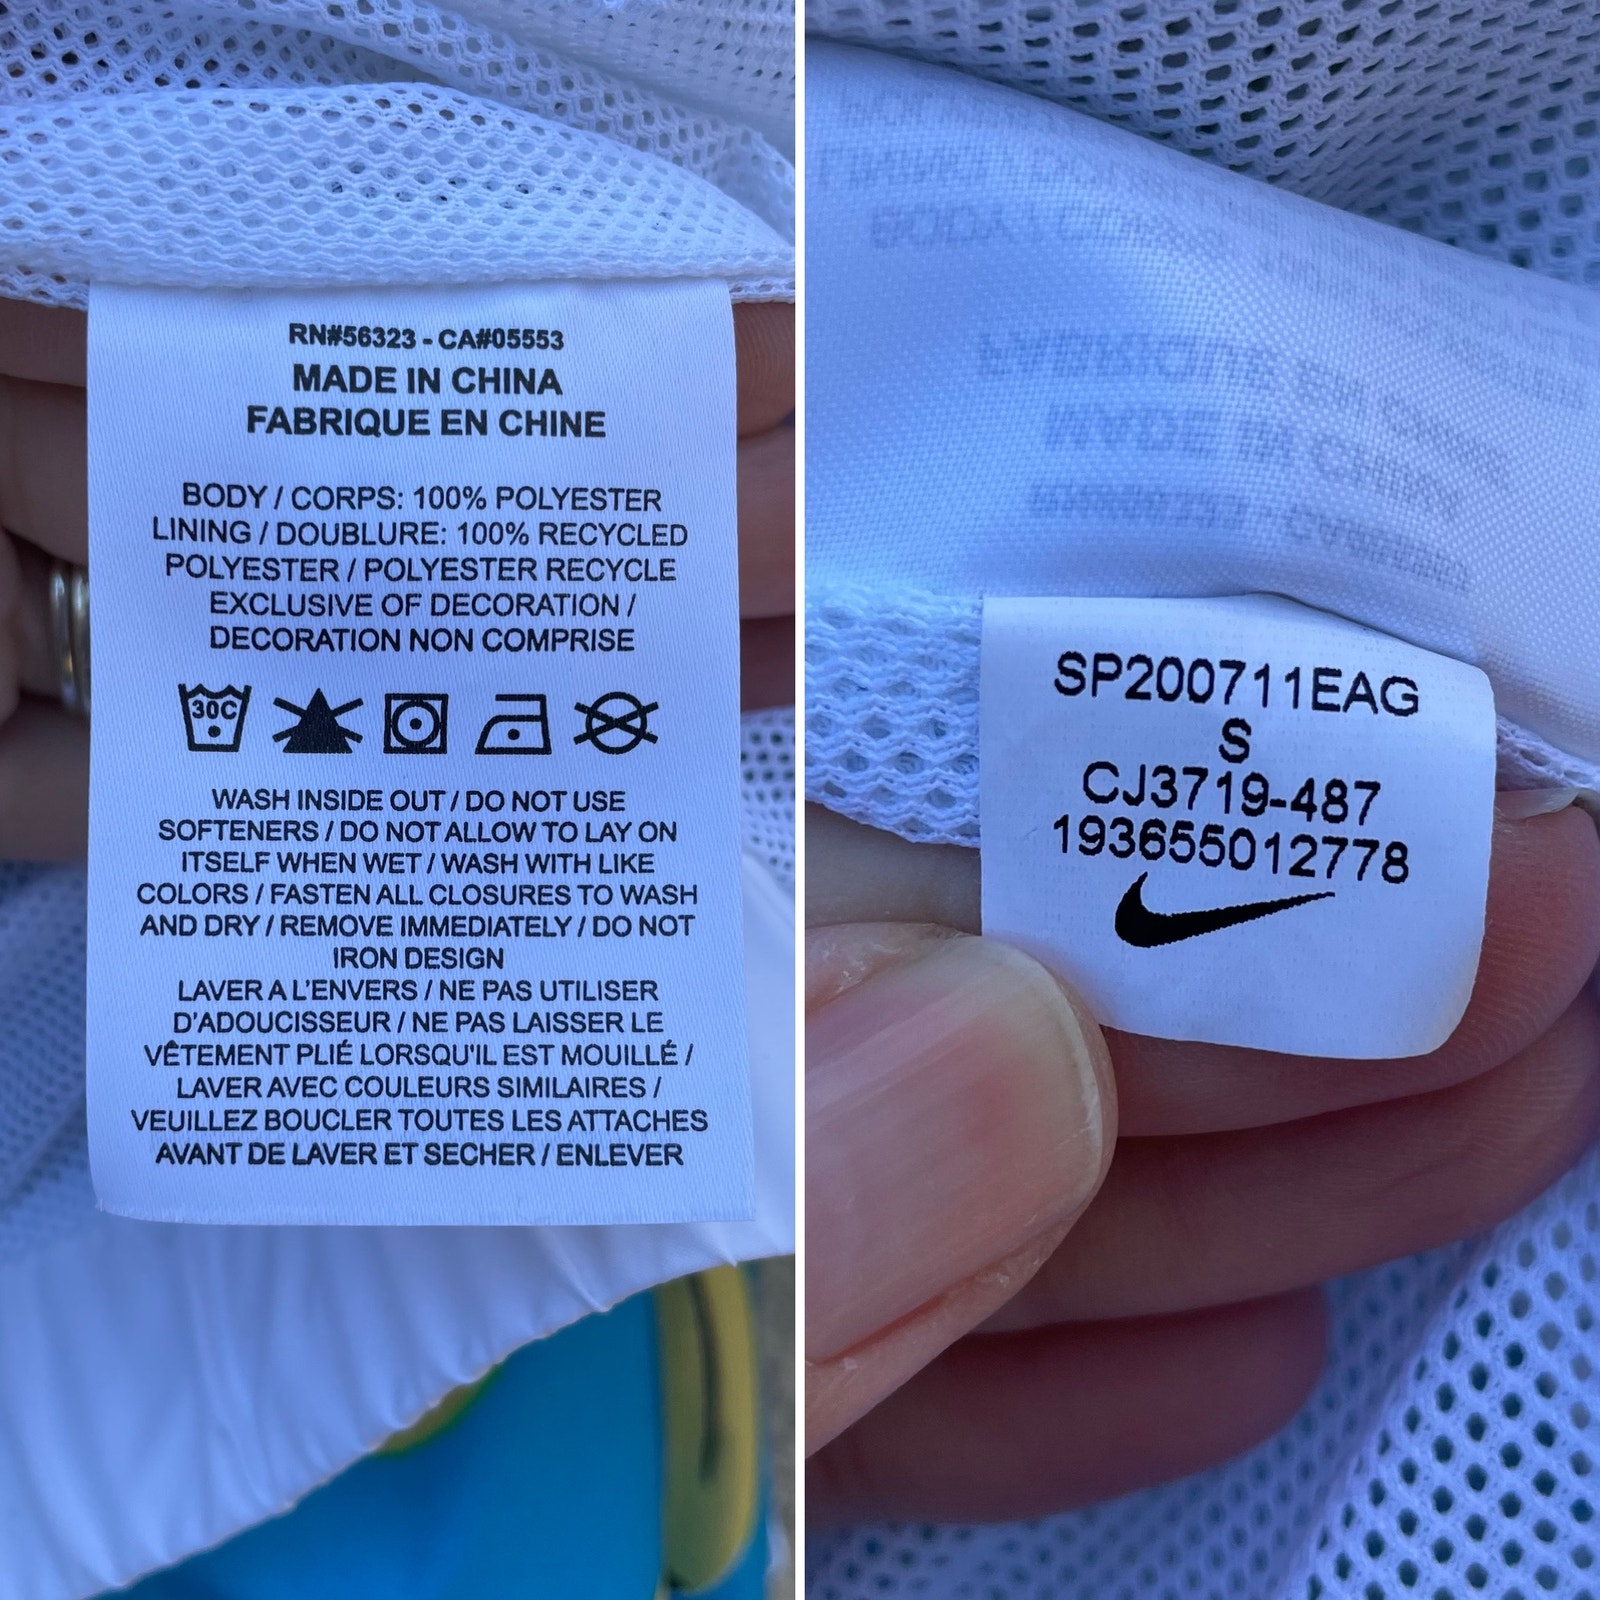 RN#56323 - CA#05553
MADE IN CHINA
FABRIQUE EN CHINE
BODY / CORPS: 100% POLYESTER
LINING / DOUBLURE: 100% RECYCLED
POLYESTER / POLYESTER RECYCLE
EXCLUSIVE OF DECORATION /
DECORATION NON COMPRISE
30C
WASH INSIDE OUT / DO NOT USE
SOFTENERS / DO NOT ALLOW TO LAY ON
ITSELF WHEN WET / WASH WITH LIKE
COLORS / FASTEN ALL CLOSURES TO WASH
AND DRY / REMOVE IMMEDIATELY / DO NOT
IRON DESIGN
LAVER A L'ENVERS / NE PAS UTILISER
D'ADOUCISSEUR / NE PAS LAISSER LE
VÊTEMENT PLIÉ LORSQU'IL EST MOUILLÉ /
LAVER AVEC COULEURS SIMILAIRES /
VEUILLEZ BOUCLER TOUTES LES ATTACHES
AVANT DE LAVER ET SECHER / ENLEVER
SP200711EAG
S
CJ3719-487
193655012778